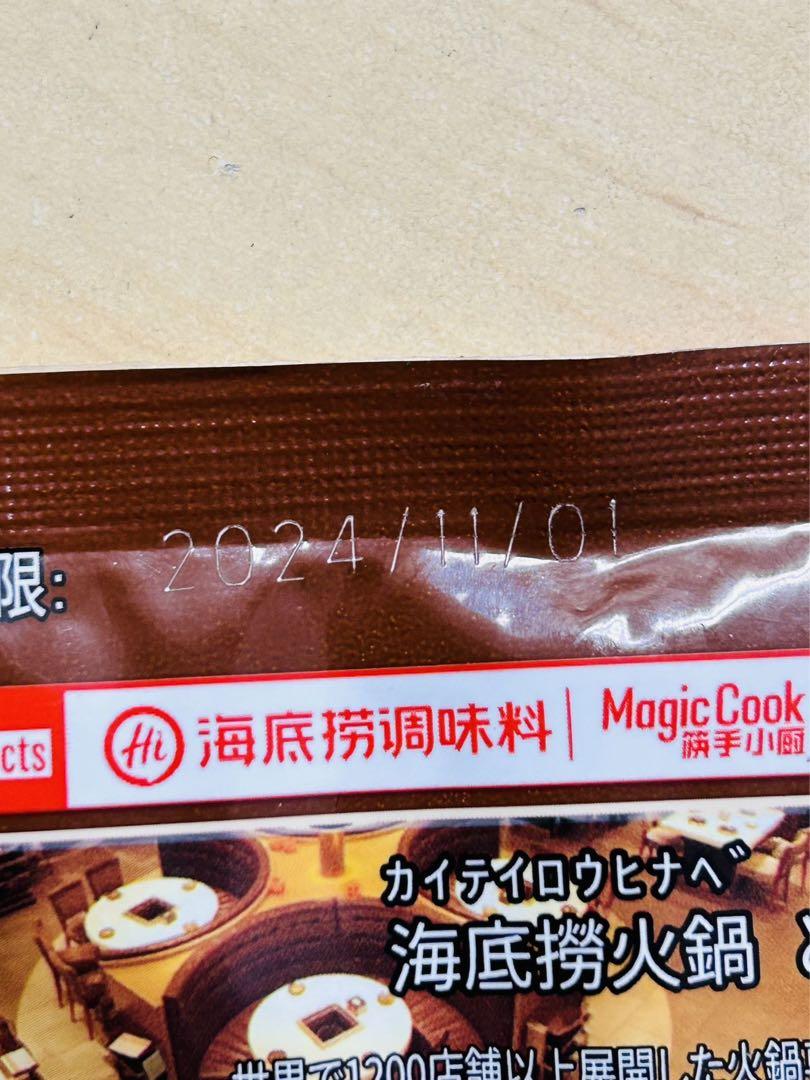 限: 2024/11/01
cts Hi 海底捞调味料 Magic Cook
筷手小厨
カイテイロウヒナベ
海底撈火鍋
世界で1200店舗以上展開した火鍋